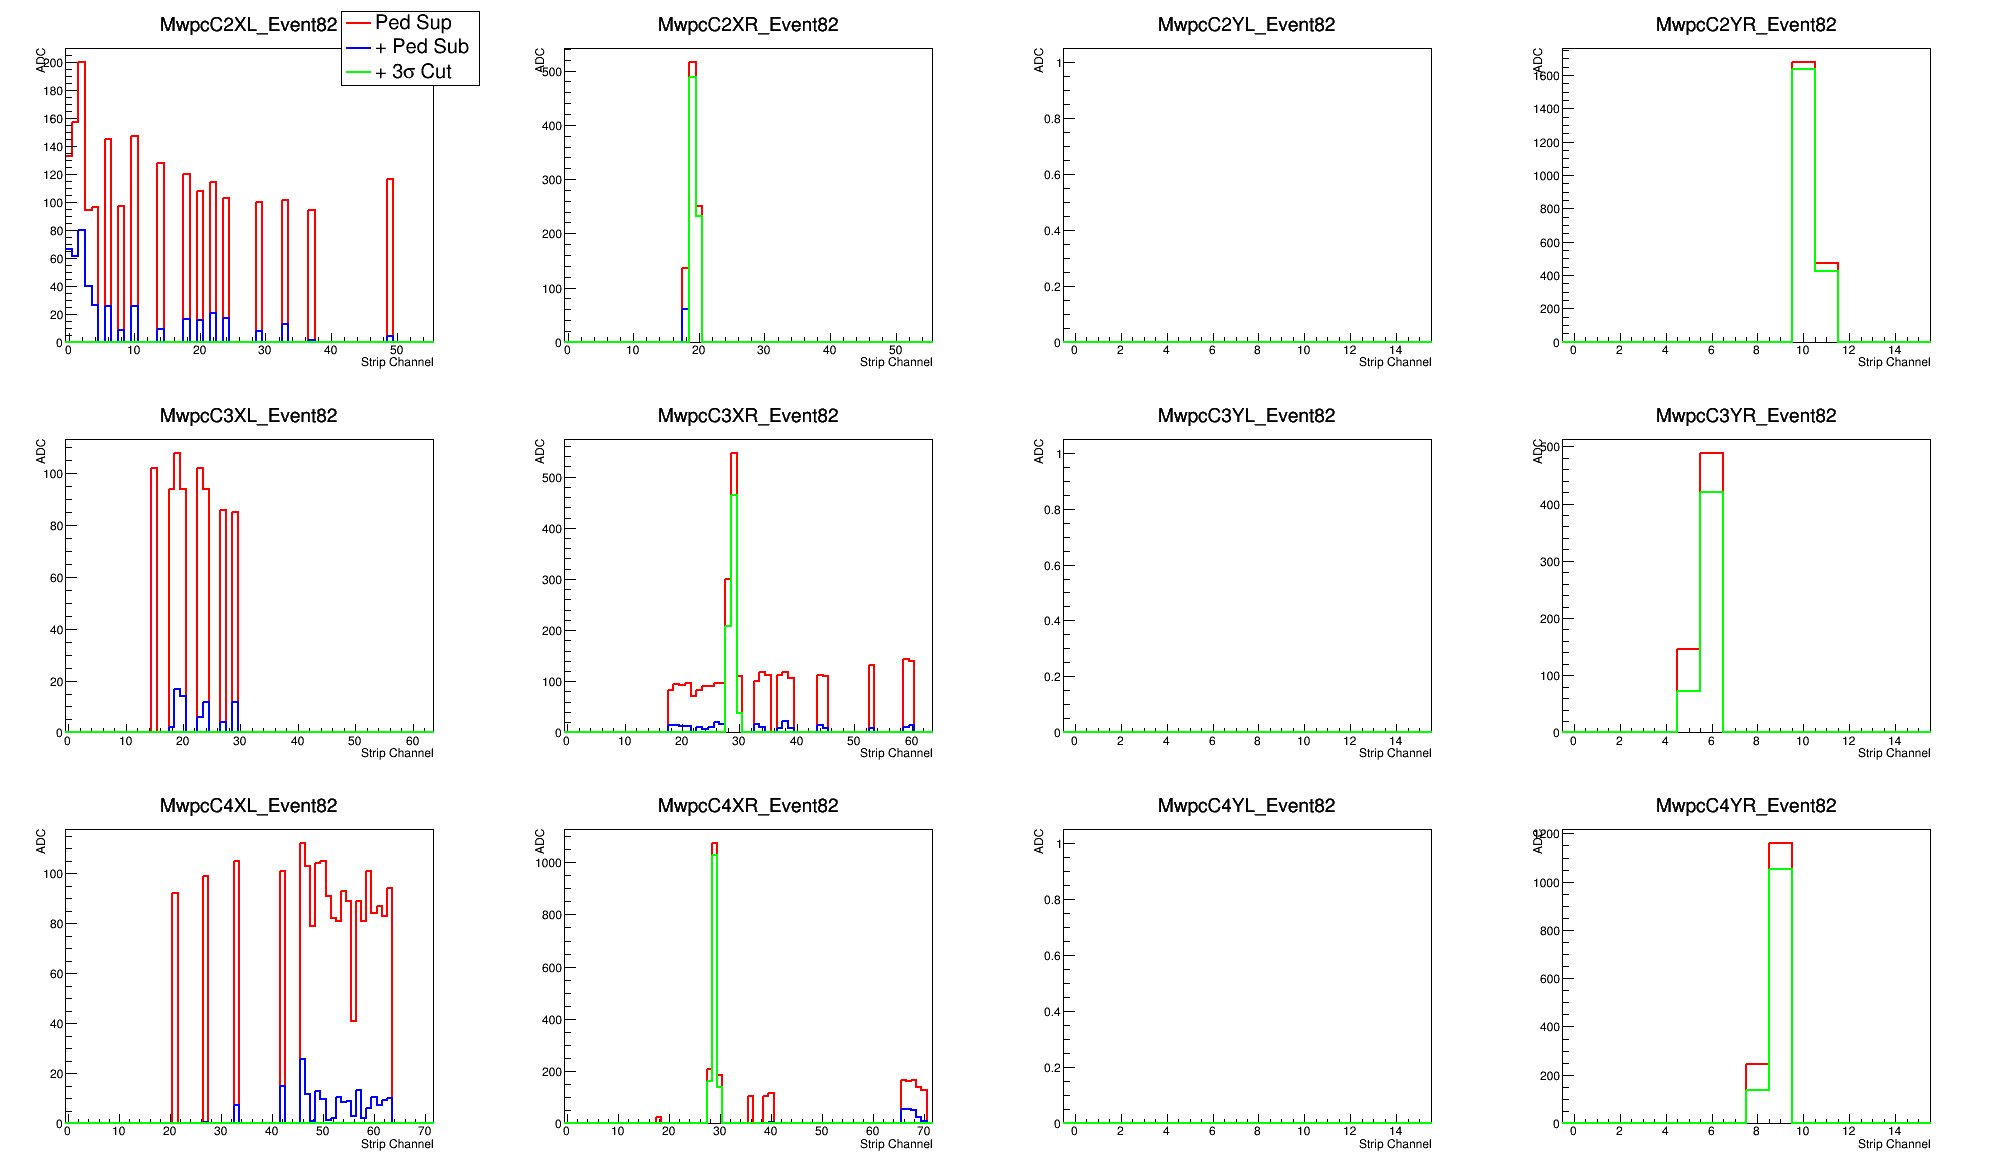 MwpcC2XL_Event82
Ped Sup
+ Ped Sub
+ 3σ Cut
ADC
200
180
160
140
120
100
80
60
40
20
0
0 10 20 30 40 50
Strip Channel
MwpcC2XR_Event82
ADC
500
400
300
200
100
0
0 10 20 30 40 50
Strip Channel
MwpcC2YL_Event82
ADC
1
0.8
0.6
0.4
0.2
0
0 2 4 6 8 10 12 14
Strip Channel
MwpcC2YR_Event82
ADC
1600
1400
1200
1000
800
600
400
200
0
0 2 4 6 8 10 12 14
Strip Channel
MwpcC3XL_Event82
ADC
100
80
60
40
20
0
0 10 20 30 40 50 60
Strip Channel
MwpcC3XR_Event82
ADC
500
400
300
200
100
0
0 10 20 30 40 50 60
Strip Channel
MwpcC3YL_Event82
ADC
1
0.8
0.6
0.4
0.2
0
0 2 4 6 8 10 12 14
Strip Channel
MwpcC3YR_Event82
ADC
500
400
300
200
100
0
0 2 4 6 8 10 12 14
Strip Channel
MwpcC4XL_Event82
ADC
100
80
60
40
20
0
0 10 20 30 40 50 60 70
Strip Channel
MwpcC4XR_Event82
ADC
1000
800
600
400
200
0
0 10 20 30 40 50 60 70
Strip Channel
MwpcC4YL_Event82
ADC
1
0.8
0.6
0.4
0.2
0
0 2 4 6 8 10 12 14
Strip Channel
MwpcC4YR_Event82
ADC
1200
1000
800
600
400
200
0
0 2 4 6 8 10 12 14
Strip Channel